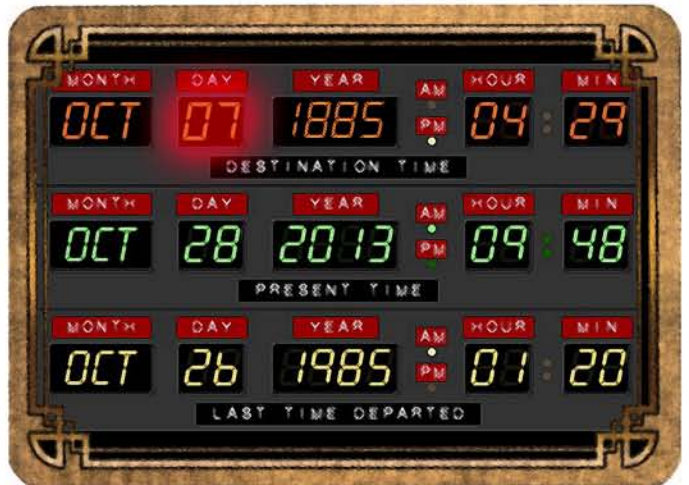 MONTH DAY YEAR AM HOUR MIN
OCT 07 1885 PM 04 : 29
DESTINATION TIME
MONTH DAY YEAR AM HOUR MIN
OCT 28 2013 PM 09 : 48
PRESENT TIME
MONTH DAY YEAR AM HOUR MIN
OCT 26 1985 PM 01 : 20
LAST TIME DEPARTED